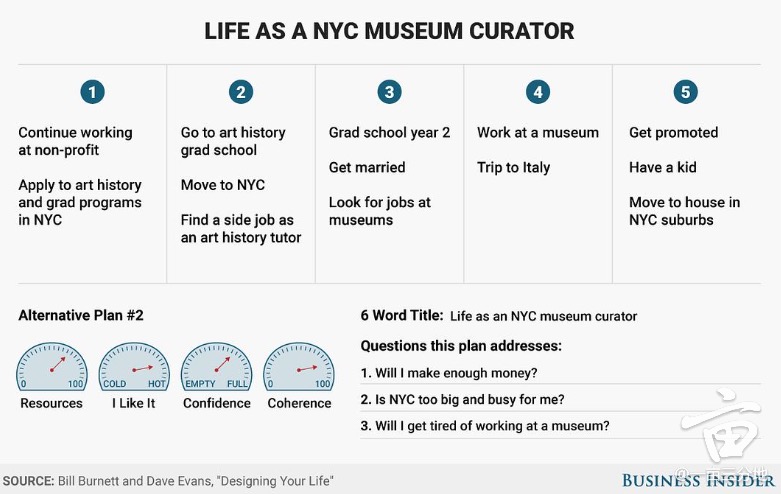 LIFE AS A NYC MUSEUM CURATOR
1
Continue working
at non-profit
Apply to art history
and grad programs
in NYC
2
Go to art history
grad school
Move to NYC
Find a side job as
an art history tutor
3
Grad school year 2
Get married
Look for jobs at
museums
4
Work at a museum
Trip to Italy
5
Get promoted
Have a kid
Move to house in
NYC suburbs
Alternative Plan #2
0 100
Resources
COLD HOT
I Like It
EMPTY FULL
Confidence
0 100
Coherence
6 Word Title: Life as an NYC museum curator
Questions this plan addresses:
1. Will I make enough money?
2. Is NYC too big and busy for me?
3. Will I get tired of working at a museum?
SOURCE: Bill Burnett and Dave Evans, "Designing Your Life"
BUSINESS INSIDER